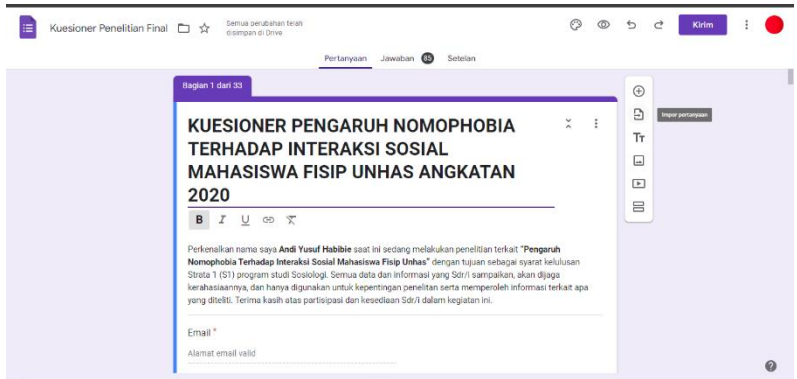 Kuesioner Penelitian Final
Semua perubahan telah
disimpan di Drive
Kirim
Pertanyaan Jawaban 85 Setelan
Bagian 1 dari 33
KUESIONER PENGARUH NOMOPHOBIA
TERHADAP INTERAKSI SOSIAL
MAHASISWA FISIP UNHAS ANGKATAN
2020
B I U
Perkenalkan nama saya Andi Yusuf Habibie saat ini sedang melakukan penelitian terkait "Pengaruh
Nomophobia Terhadap Interaksi Sosial Mahasiswa Fisip Unhas" dengan tujuan sebagai syarat kelulusan
Strata 1 (S1) program studi Sosiologi. Semua data dan informasi yang Sdr/i sampaikan, akan dijaga
kerahasiaannya, dan hanya digunakan untuk kepentingan penelitan serta memperoleh informasi terkait apa
yang diteliti. Terima kasih atas partisipasi dan kesediaan Sdr/i dalam kegiatan ini.
Email *
Alamat email valid
Impor pertanyaan
Tт